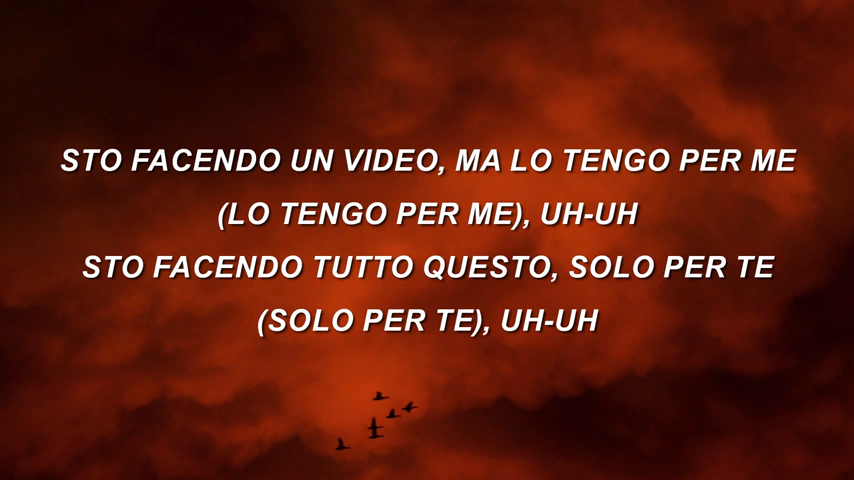 STO FACENDO UN VIDEO, MA LO TENGO PER ME
(LO TENGO PER ME), UH-UH
STO FACENDO TUTTO QUESTO, SOLO PER TE
(SOLO PER TE), UH-UH